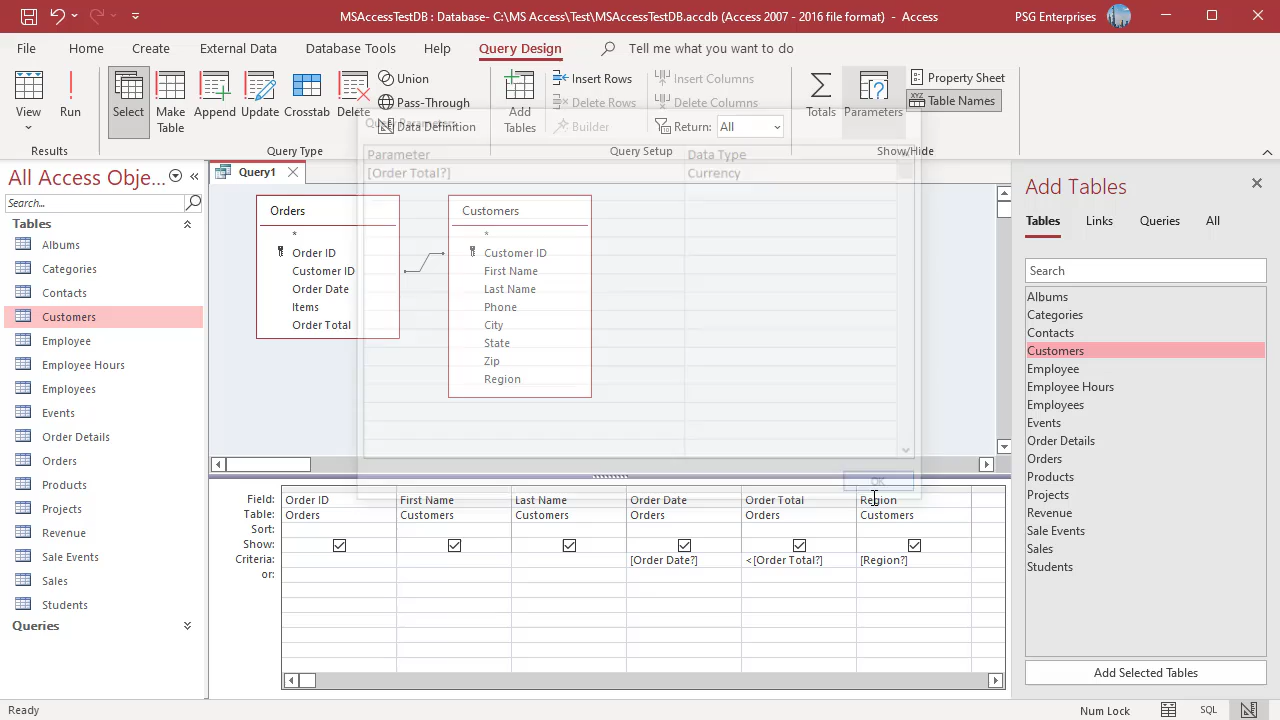 MSAccessTestDB : Database- C:\MS Access\Test\MSAccessTestDB.accdb (Access 2007 - 2016 file format) - Access
PSG Enterprises
File Home Create External Data Database Tools Help Query Design Tell me what you want to do
View
Run
Results
Select
Make Table
Append
Update
Crosstab
Delete
Union
Pass-Through
Data Definition
Query Type
Add Tables
Insert Rows
Delete Rows
Builder
Insert Columns
Delete Columns
Return: All
Query Setup
Totals
Parameters
Property Sheet
Table Names
Show/Hide
All Access Obje...
Search...
Tables
Albums
Categories
Contacts
Customers
Employee
Employee Hours
Employees
Events
Order Details
Orders
Products
Projects
Revenue
Sale Events
Sales
Students
Queries
Query1
Query Parameters
Parameter Data Type
[Order Total?] Currency
OK
Orders
*
Order ID
Customer ID
Order Date
Items
Order Total
Customers
*
Customer ID
First Name
Last Name
Phone
City
State
Zip
Region
Field: Order ID First Name Last Name Order Date Order Total Region
Table: Orders Customers Customers Orders Orders Customers
Sort:
Show:
Criteria: [Order Date?] <[Order Total?] [Region?]
or:
Add Tables
Tables Links Queries All
Search
Albums
Categories
Contacts
Customers
Employee
Employee Hours
Employees
Events
Order Details
Orders
Products
Projects
Revenue
Sale Events
Sales
Students
Add Selected Tables
Ready
Num Lock
SQL